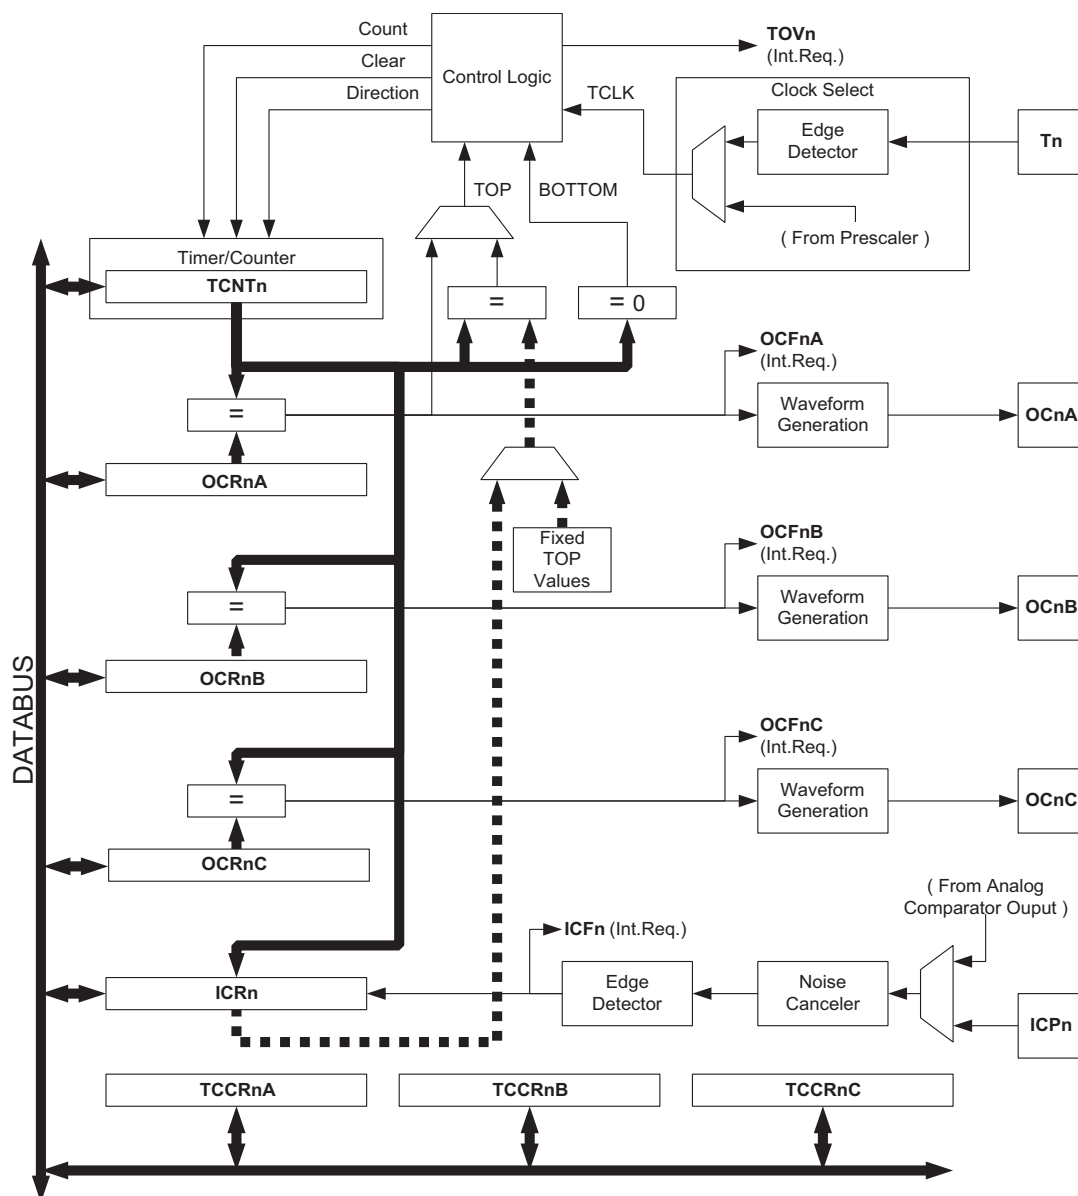 Count
Clear
Direction
Control Logic
TOVn
(Int.Req.)
TCLK
Clock Select
Edge
Detector
Tn
( From Prescaler )
TOP
BOTTOM
Timer/Counter
TCNTn
=
= 0
OCFnA
(Int.Req.)
=
Waveform
Generation
OCnA
OCRnA
Fixed
TOP
Values
OCFnB
(Int.Req.)
=
Waveform
Generation
OCnB
OCRnB
DATABUS
OCFnC
(Int.Req.)
=
Waveform
Generation
OCnC
OCRnC
( From Analog
Comparator Ouput )
ICFn (Int.Req.)
ICRn
Edge
Detector
Noise
Canceler
ICPn
TCCRnA
TCCRnB
TCCRnC